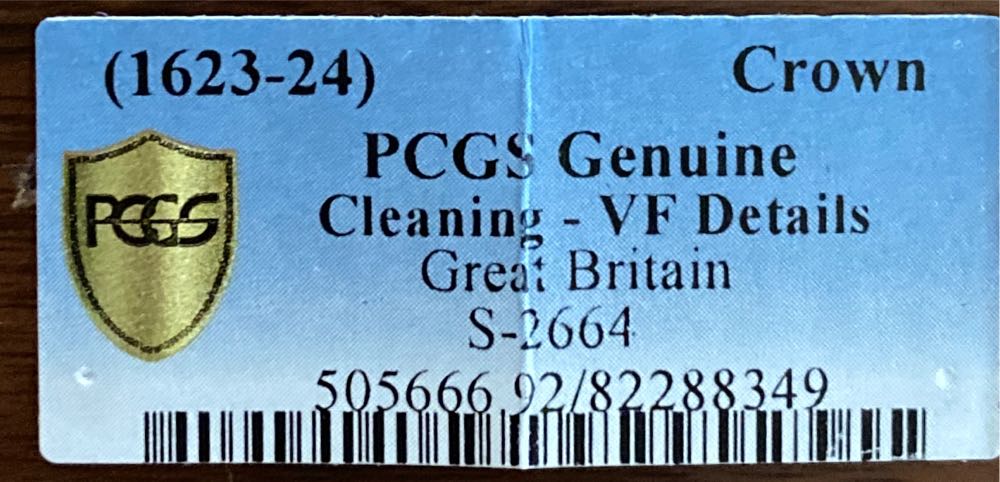 (1623-24) Crown
PCGS Genuine
Cleaning - VF Details
PCGS
Great Britain
S-2664
505666.92/82288349